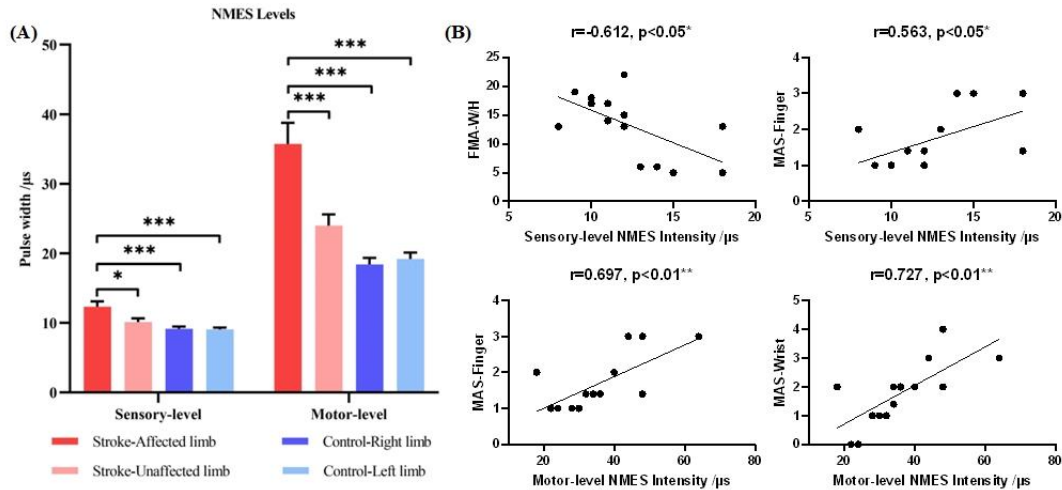 NMES Levels
(A)
Pulse width /μs
50
40
30
20
10
0
***
***
*
***
***
***
Sensory-level
Motor-level
Stroke-Affected limb
Control-Right limb
Stroke-Unaffected limb
Control-Left limb
(B)
r=-0.612, p<0.05*
FMA-W/H
25
20
15
10
5
0
5
10
15
20
Sensory-level NMES Intensity /μs
r=0.563, p<0.05*
MAS-Finger
4
3
2
1
0
5
10
15
20
Sensory-level NMES Intensity /μs
r=0.697, p<0.01**
MAS-Finger
4
3
2
1
0
20
40
60
80
Motor-level NMES Intensity /μs
r=0.727, p<0.01**
MAS-Wrist
5
4
3
2
1
0
20
40
60
80
Motor-level NMES Intensity /μs